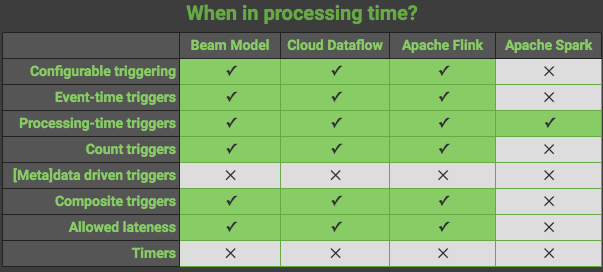 When in processing time?
Beam Model Cloud Dataflow Apache Flink Apache Spark
Configurable triggering ✓ ✓ ✓ ×
Event-time triggers ✓ ✓ ✓ ×
Processing-time triggers ✓ ✓ ✓ ✓
Count triggers ✓ ✓ ✓ ×
[Meta]data driven triggers × × × ×
Composite triggers ✓ ✓ ✓ ×
Allowed lateness ✓ ✓ ✓ ×
Timers × × × ×